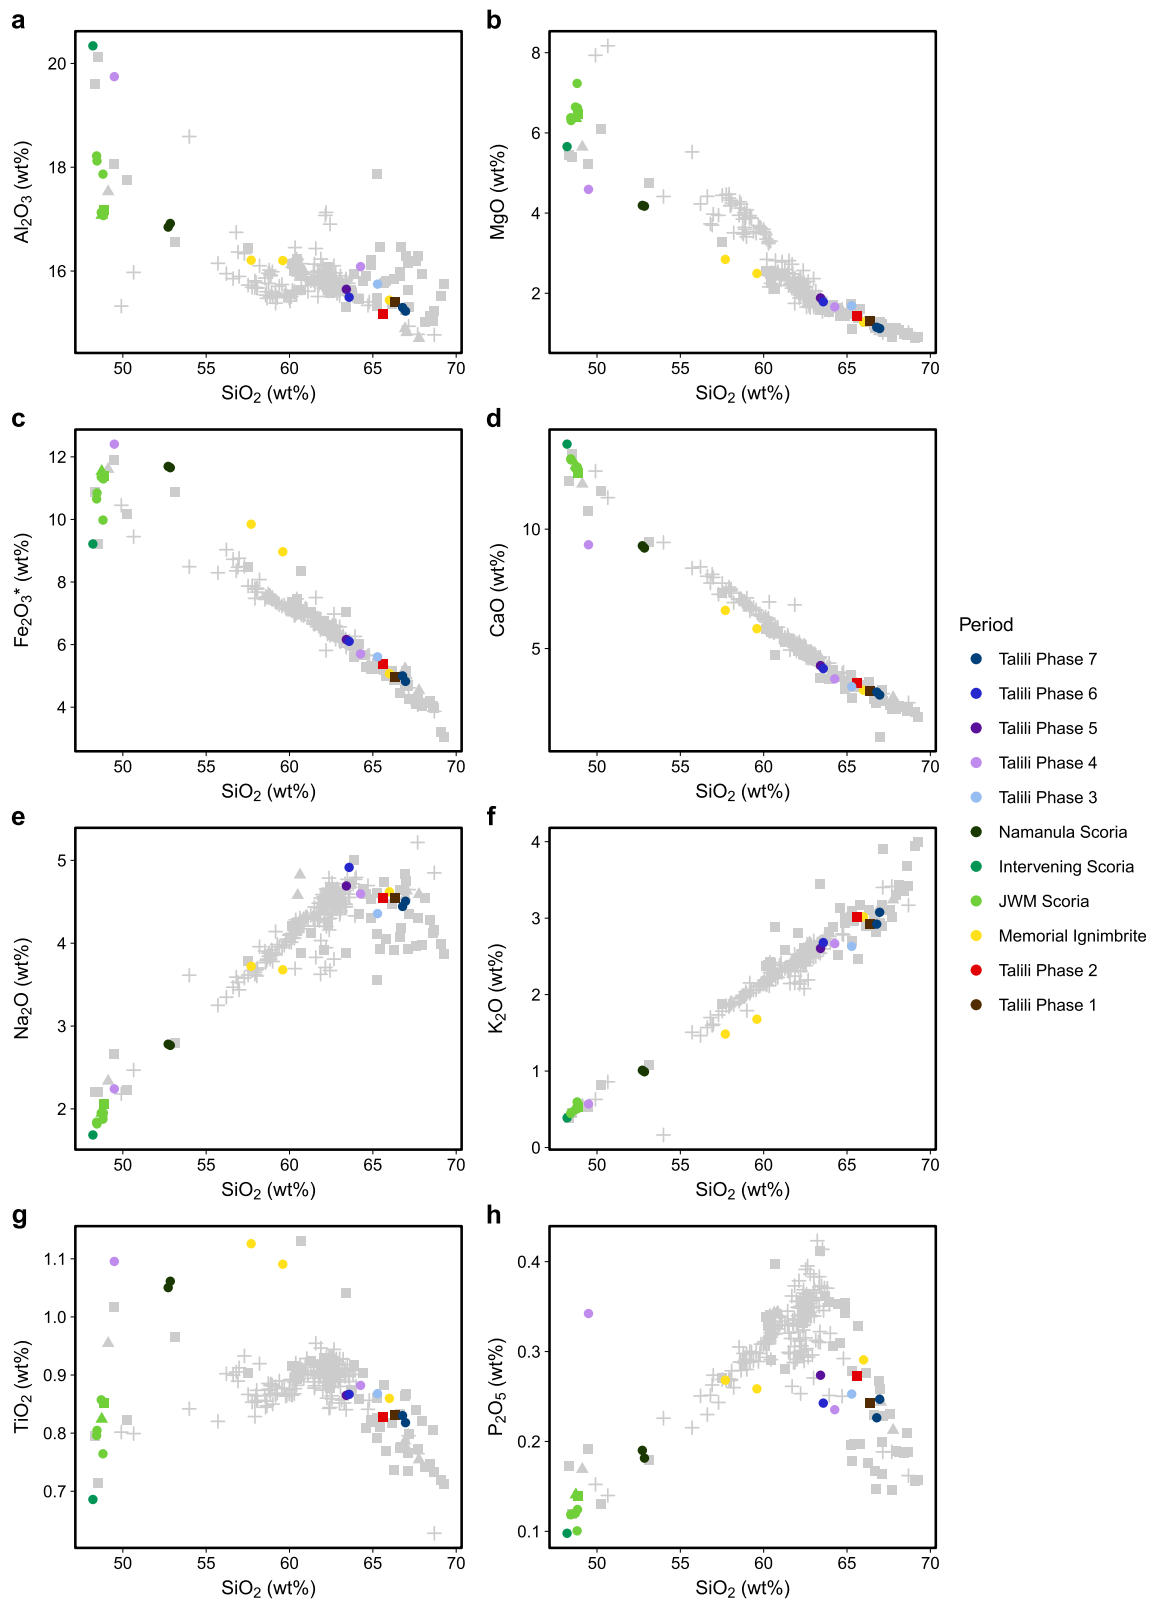 a
20
18
16
Al₂O₃ (wt%)
50 55 60 65 70
SiO₂ (wt%)
b
8
6
4
2
MgO (wt%)
50 55 60 65 70
SiO₂ (wt%)
c
12
10
8
6
4
Fe₂O₃* (wt%)
50 55 60 65 70
SiO₂ (wt%)
d
10
5
CaO (wt%)
50 55 60 65 70
SiO₂ (wt%)
e
5
4
3
2
Na₂O (wt%)
50 55 60 65 70
SiO₂ (wt%)
f
4
3
2
1
0
K₂O (wt%)
50 55 60 65 70
SiO₂ (wt%)
g
1.1
1.0
0.9
0.8
0.7
TiO₂ (wt%)
50 55 60 65 70
SiO₂ (wt%)
h
0.4
0.3
0.2
0.1
P₂O₅ (wt%)
50 55 60 65 70
SiO₂ (wt%)
Period
Talili Phase 7
Talili Phase 6
Talili Phase 5
Talili Phase 4
Talili Phase 3
Namanula Scoria
Intervening Scoria
JWM Scoria
Memorial Ignimbrite
Talili Phase 2
Talili Phase 1